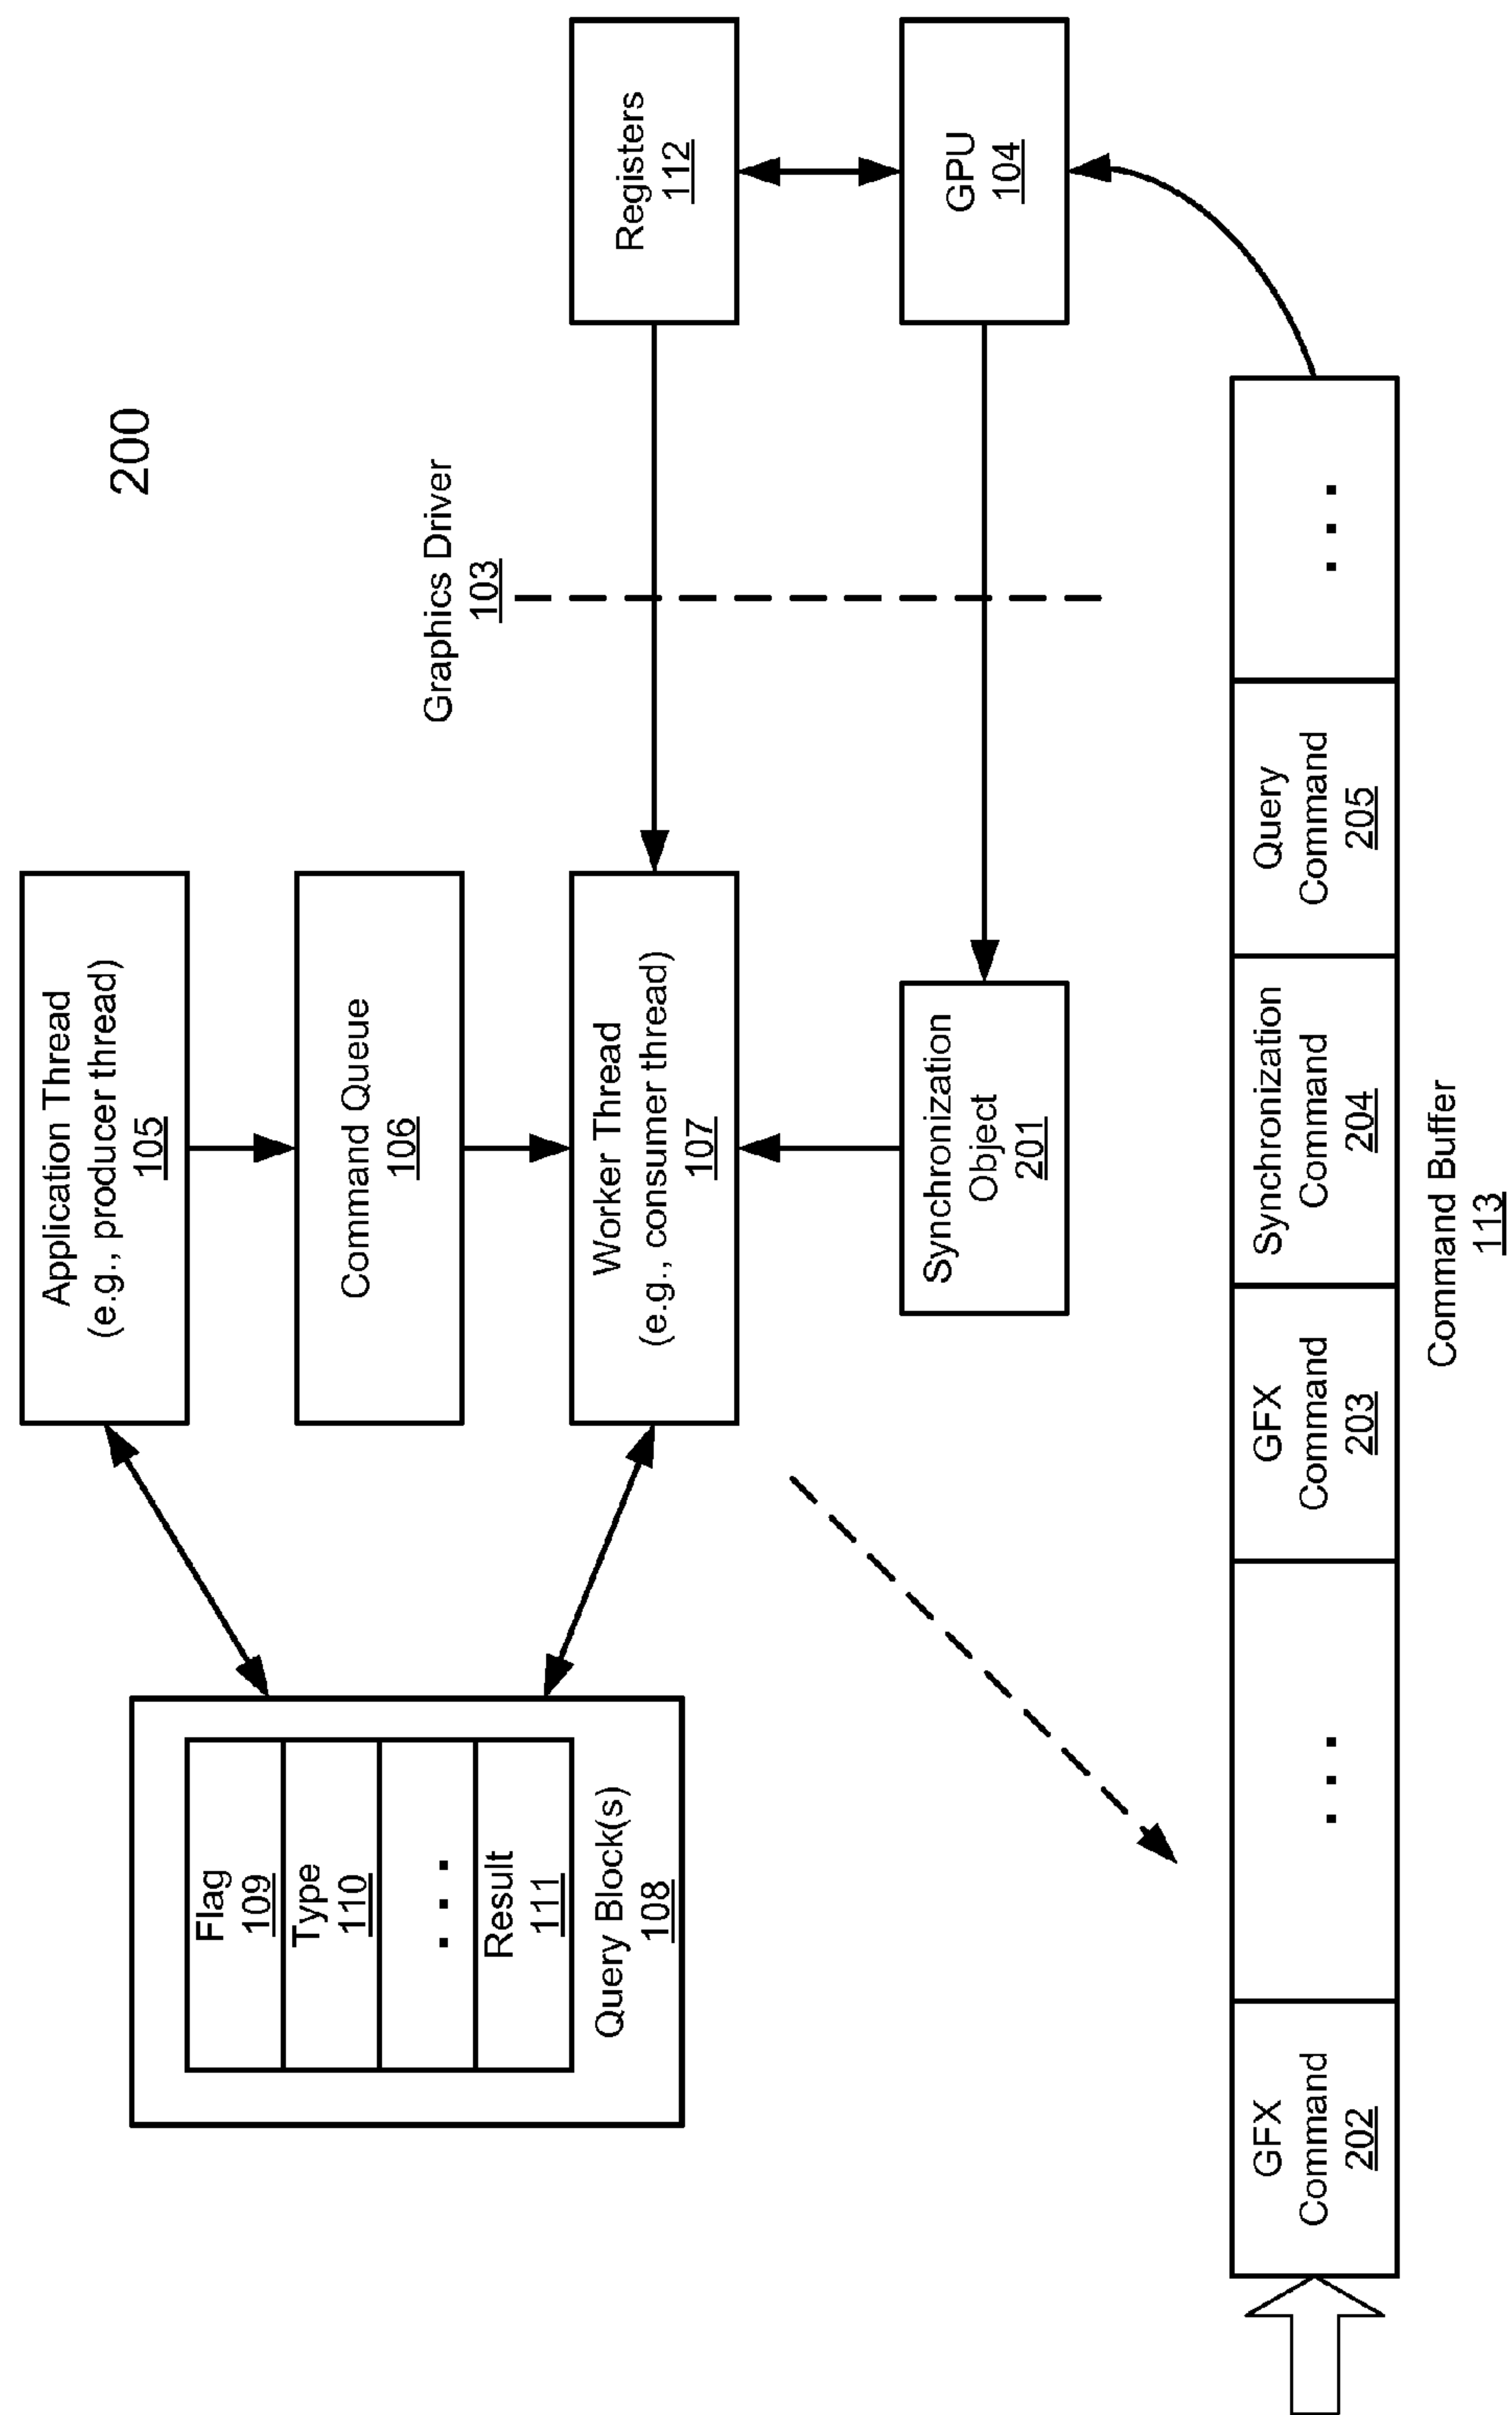 200
Application Thread
(e.g., producer thread)
105
Flag
109
Type
110
. . .
Result
111
Query Block(s)
108
Command Queue
106
Graphics Driver
103
Worker Thread
(e.g., consumer thread)
107
Registers
112
Synchronization
Object
201
GPU
104
GFX
Command
202
. . .
GFX
Command
203
Synchronization
Command
204
Query
Command
205
. . .
Command Buffer
113